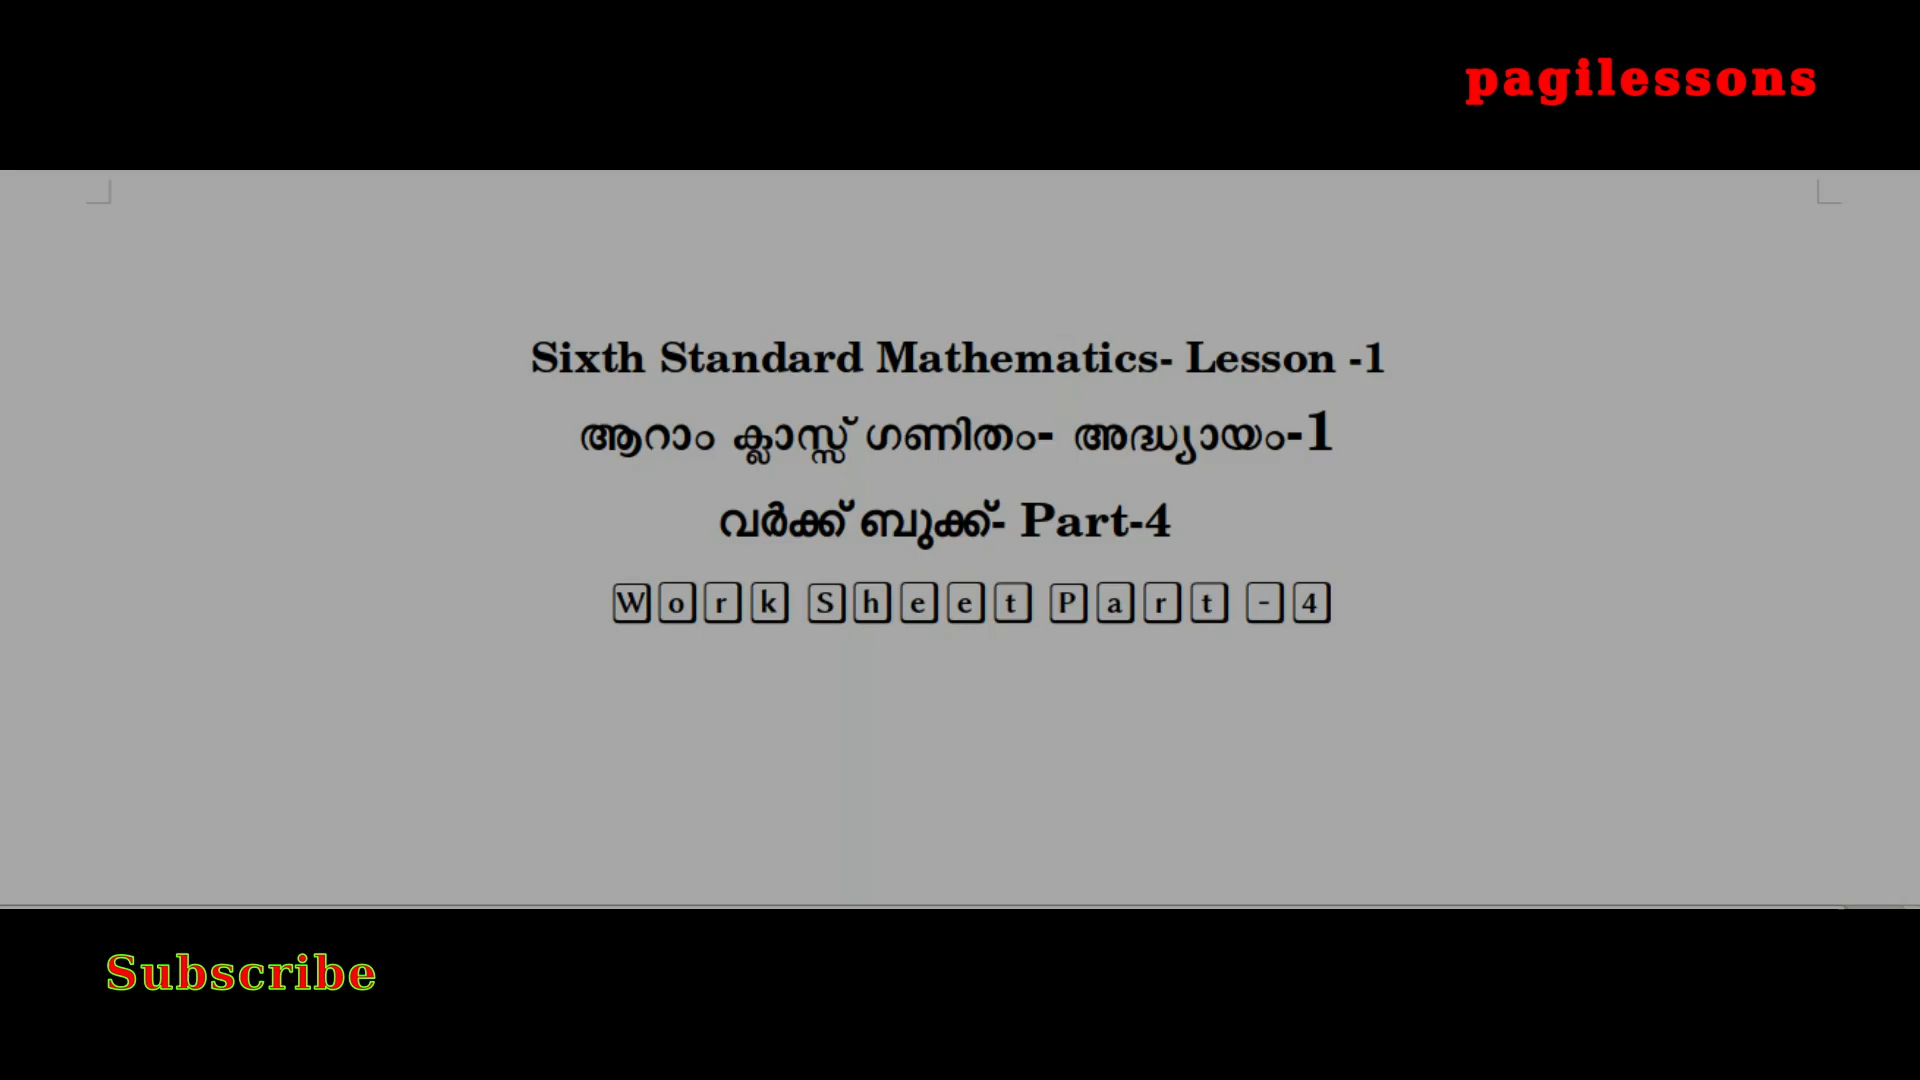 pagilessons
Sixth Standard Mathematics- Lesson -1
ആറാം ക്ലാസ്സ് ഗണിതം- അദ്ധ്യായം-1
വർക്ക് ബുക്ക്- Part-4
Work Sheet Part -4
Subscribe